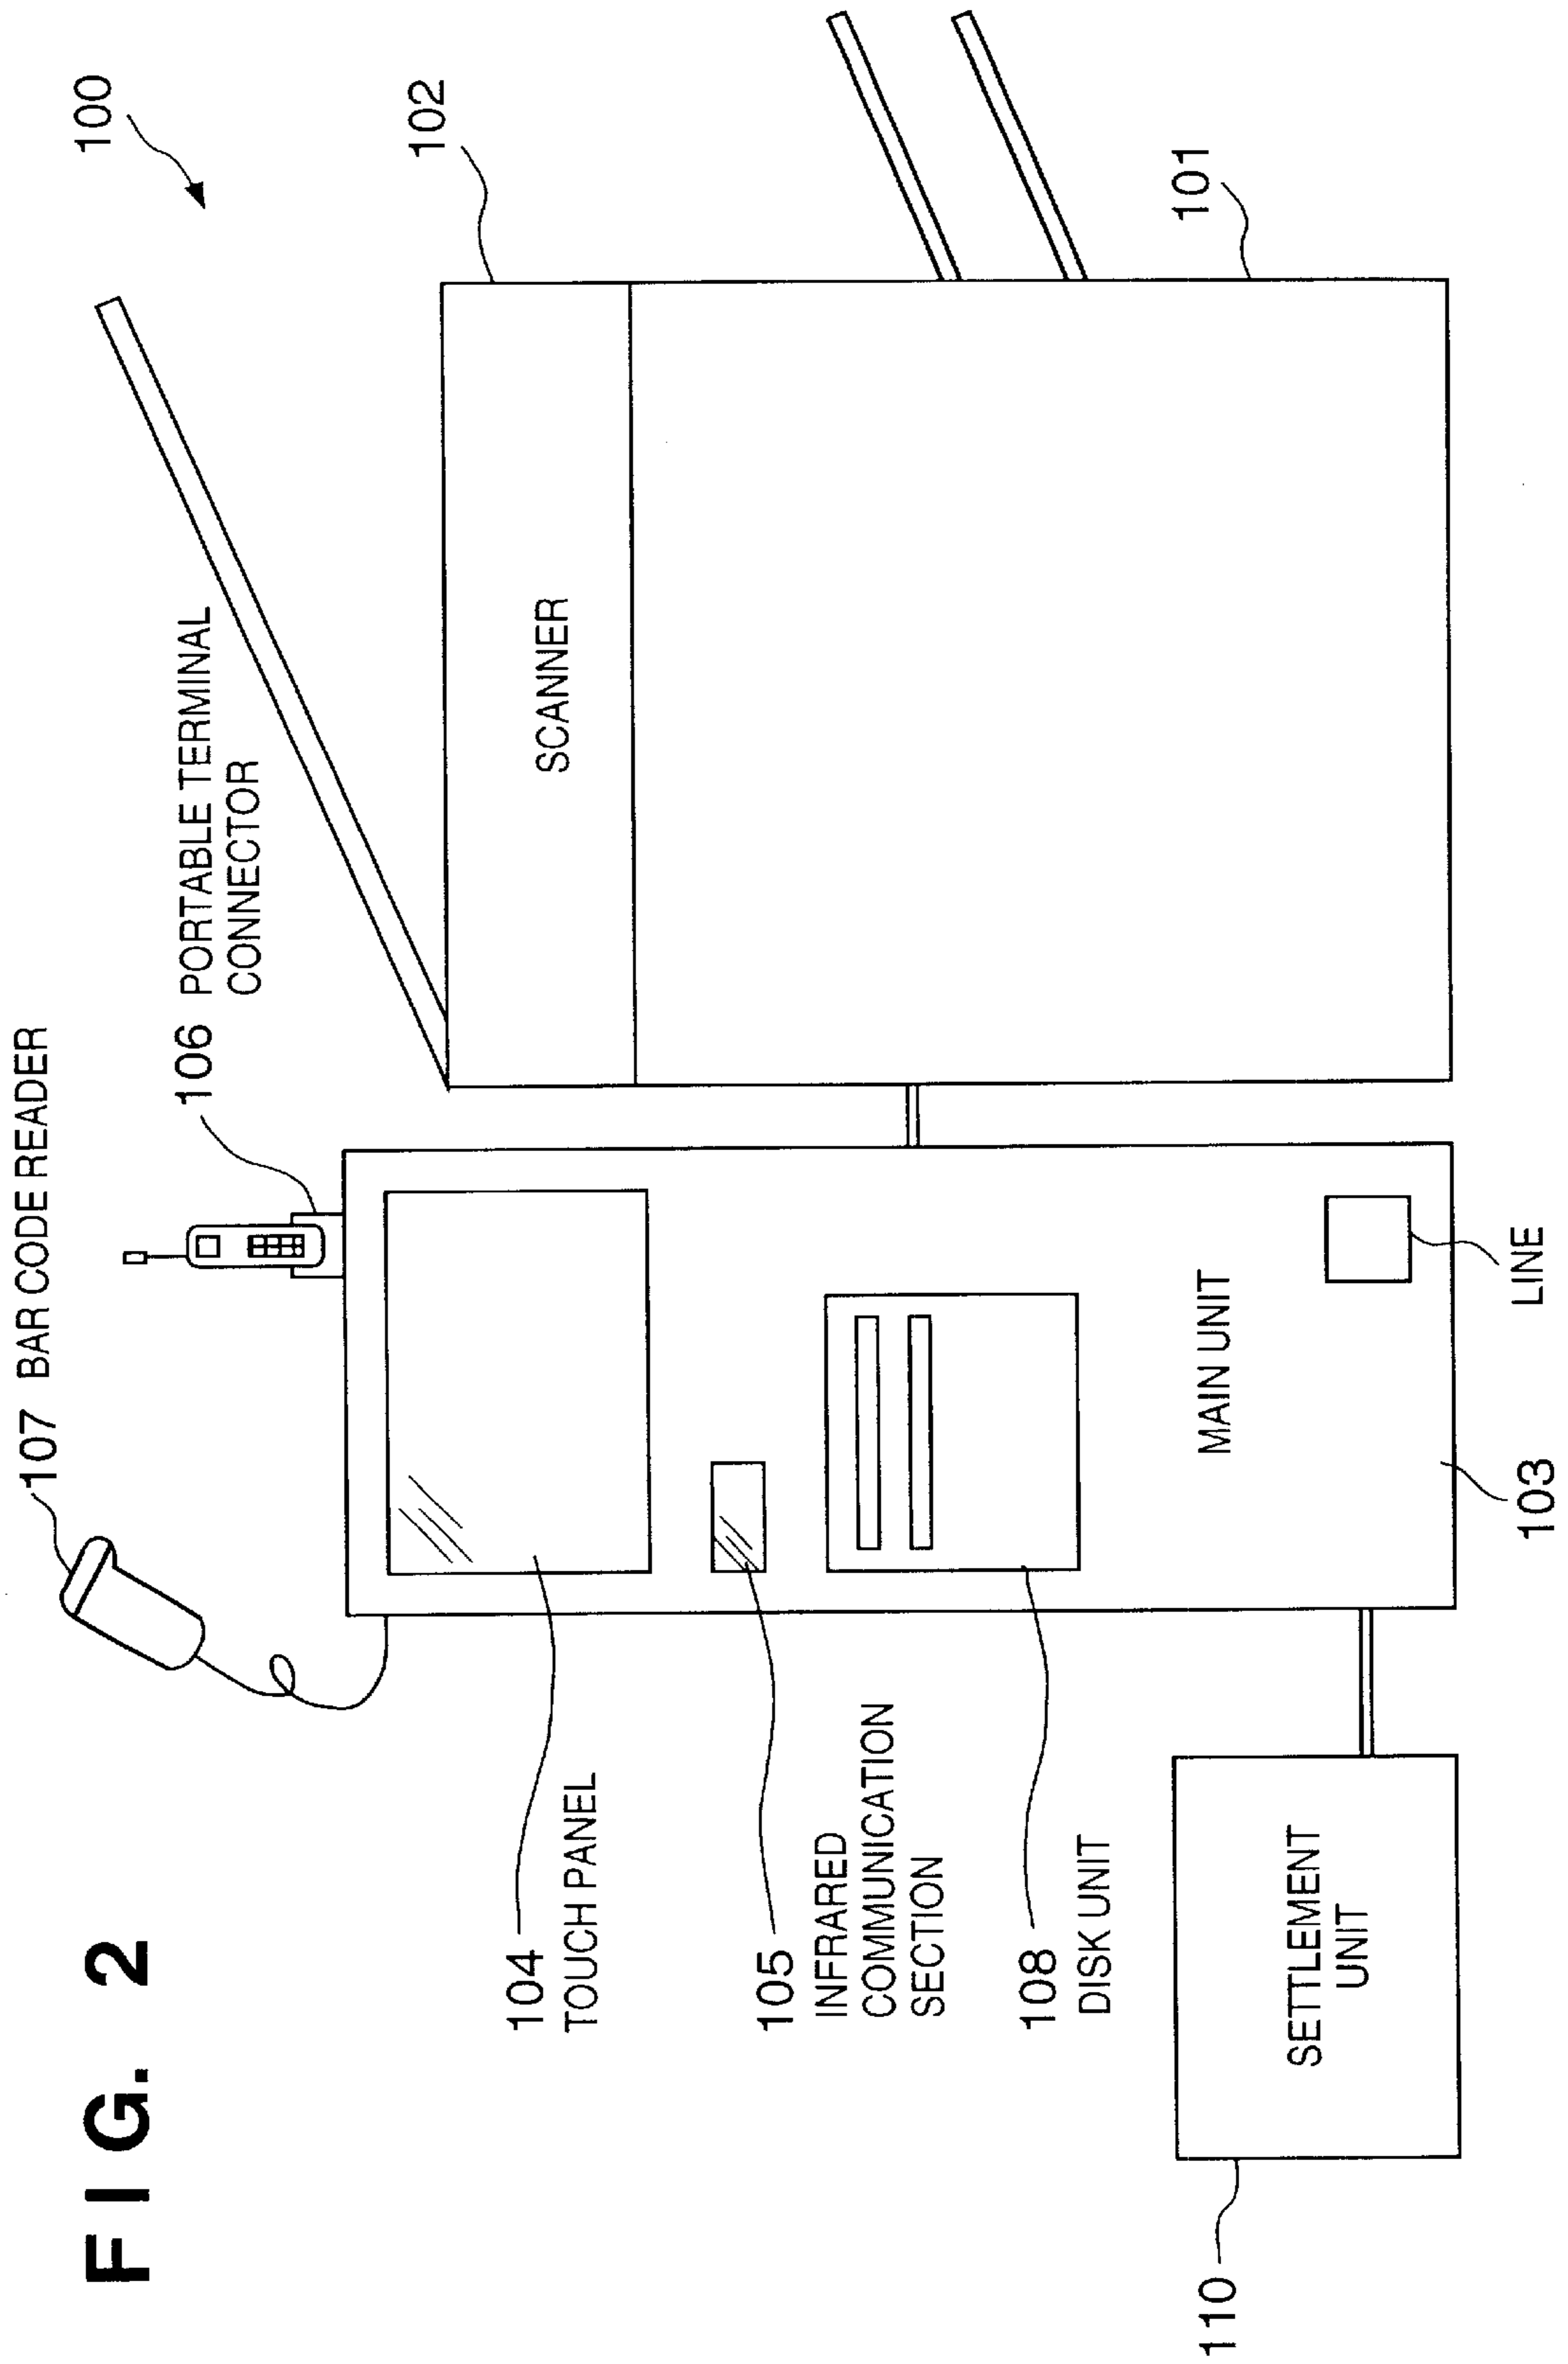 FIG. 2
100
107 BAR CODE READER
106 PORTABLE TERMINAL
CONNECTOR
102
SCANNER
101
104
TOUCH PANEL
105
INFRARED
COMMUNICATION
SECTION
108
DISK UNIT
MAIN UNIT
SETTLEMENT
UNIT
110
103
LINE